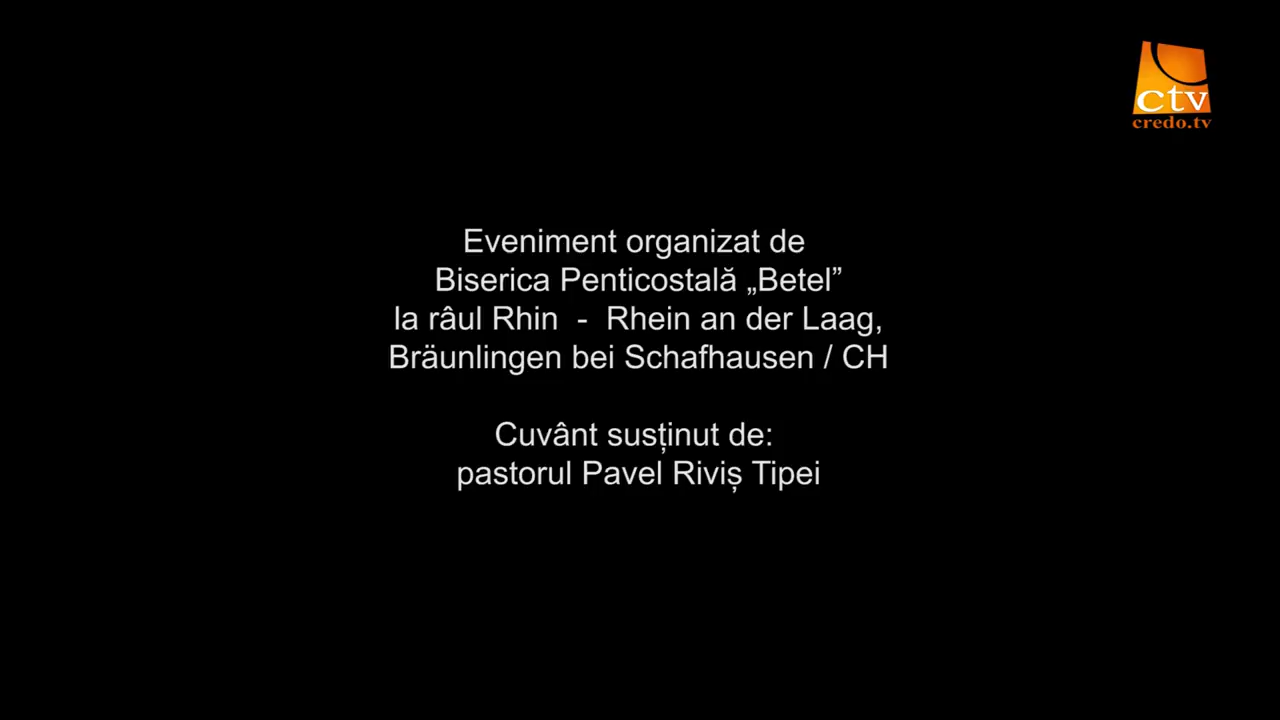 ctv
credo.tv
Eveniment organizat de
Biserica Penticostală „Betel”
la râul Rhin - Rhein an der Laag,
Bräunlingen bei Schafhausen / CH
Cuvânt susținut de:
pastorul Pavel Riviș Tipei